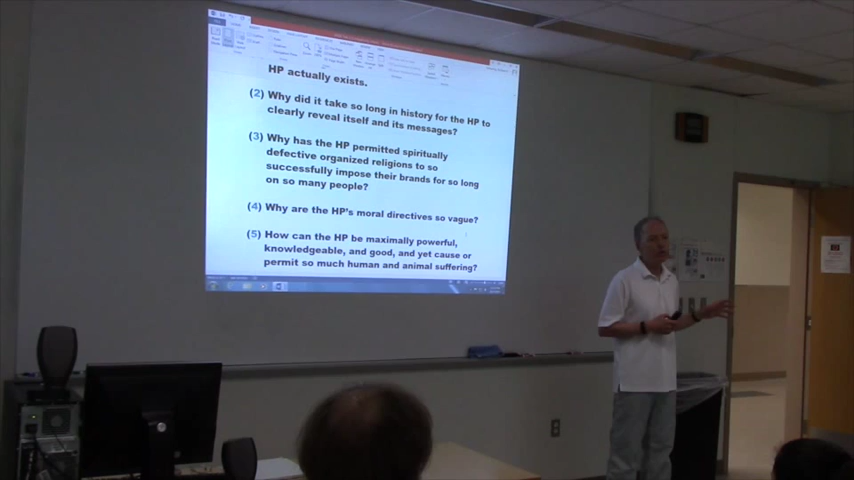 HP actually exists.
(2) Why did it take so long in history for the HP to
clearly reveal itself and its messages?
(3) Why has the HP permitted spiritually
defective organized religions to so
successfully impose their brands for so long
on so many people?
(4) Why are the HP's moral directives so vague?
(5) How can the HP be maximally powerful,
knowledgeable, and good, and yet cause or
permit so much human and animal suffering?